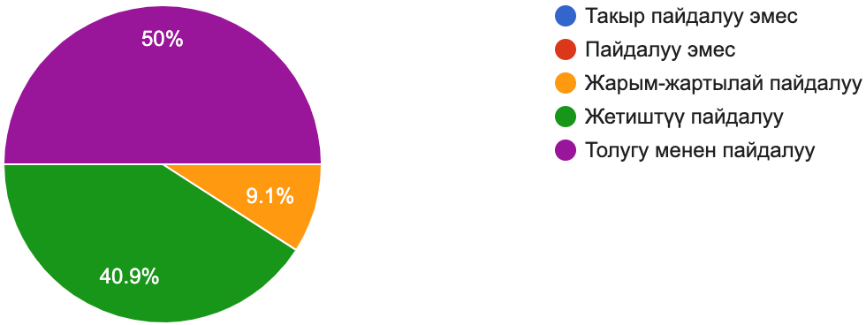 50%
9.1%
40.9%
Такыр пайдалуу эмес
Пайдалуу эмес
Жарым-жартылай пайдалуу
Жетиштүү пайдалуу
Толугу менен пайдалуу